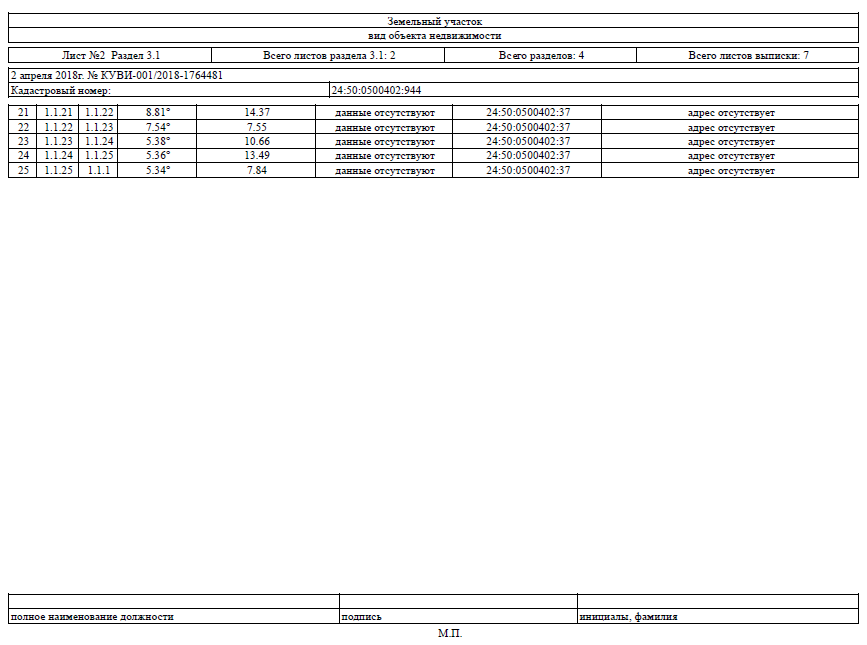 Земельный участок
вид объекта недвижимости
Лист №2 Раздел 3.1 Всего листов раздела 3.1: 2 Всего разделов: 4 Всего листов выписки: 7
2 апреля 2018г. № КУВИ-001/2018-1764481
Кадастровый номер: 24:50:0500402:944
21 1.1.21 1.1.22 8.81° 14.37 данные отсутствуют 24:50:0500402:37 адрес отсутствует
22 1.1.22 1.1.23 7.54° 7.55 данные отсутствуют 24:50:0500402:37 адрес отсутствует
23 1.1.23 1.1.24 5.38° 10.66 данные отсутствуют 24:50:0500402:37 адрес отсутствует
24 1.1.24 1.1.25 5.36° 13.49 данные отсутствуют 24:50:0500402:37 адрес отсутствует
25 1.1.25 1.1.1 5.34° 7.84 данные отсутствуют 24:50:0500402:37 адрес отсутствует
полное наименование должности подпись инициалы, фамилия
М.П.